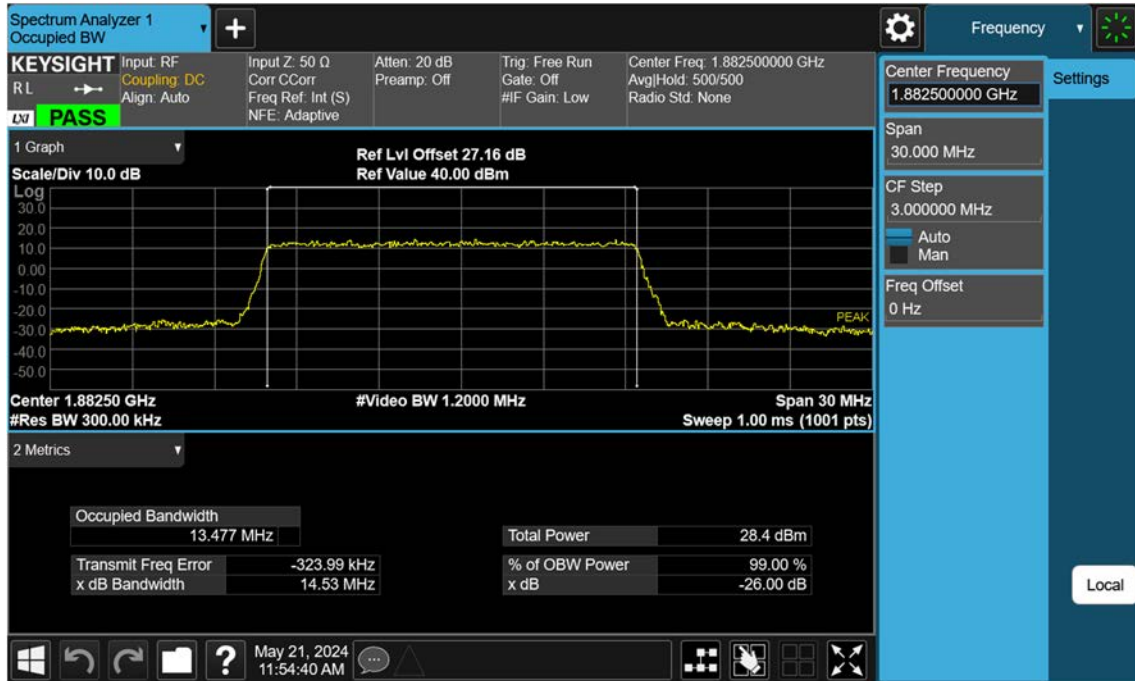 Spectrum Analyzer 1
Occupied BW
+
Frequency
KEYSIGHT
R L
LXI PASS
Input: RF
Coupling: DC
Align: Auto
Input Z: 50 Ω
Corr CCorr
Freq Ref: Int (S)
NFE: Adaptive
Atten: 20 dB
Preamp: Off
Trig: Free Run
Gate: Off
#IF Gain: Low
Center Freq: 1.882500000 GHz
Avg|Hold: 500/500
Radio Std: None
Center Frequency
1.882500000 GHz
Settings
Span
30.000 MHz
CF Step
3.000000 MHz
Auto
Man
Freq Offset
0 Hz
Local
1 Graph
Scale/Div 10.0 dB
Ref Lvl Offset 27.16 dB
Ref Value 40.00 dBm
Log
30.0
20.0
10.0
0.00
-10.0
-20.0
-30.0
-40.0
-50.0
PEAK
Center 1.88250 GHz
#Video BW 1.2000 MHz
Span 30 MHz
#Res BW 300.00 kHz
Sweep 1.00 ms (1001 pts)
2 Metrics
Occupied Bandwidth
13.477 MHz
Total Power 28.4 dBm
Transmit Freq Error -323.99 kHz
% of OBW Power 99.00 %
x dB Bandwidth 14.53 MHz
x dB -26.00 dB
?
May 21, 2024
11:54:40 AM